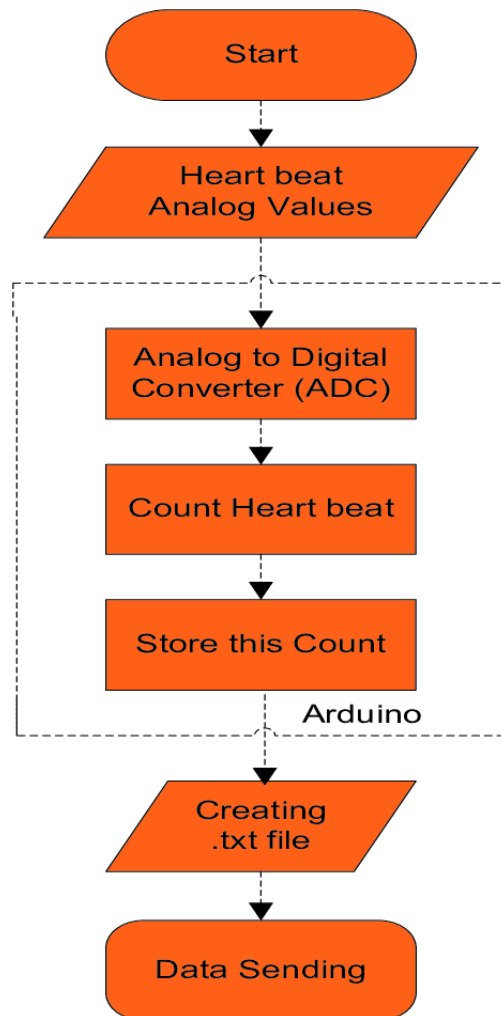 Start
Heart beat
Analog Values
Analog to Digital
Converter (ADC)
Count Heart beat
Store this Count
Arduino
Creating
.txt file
Data Sending